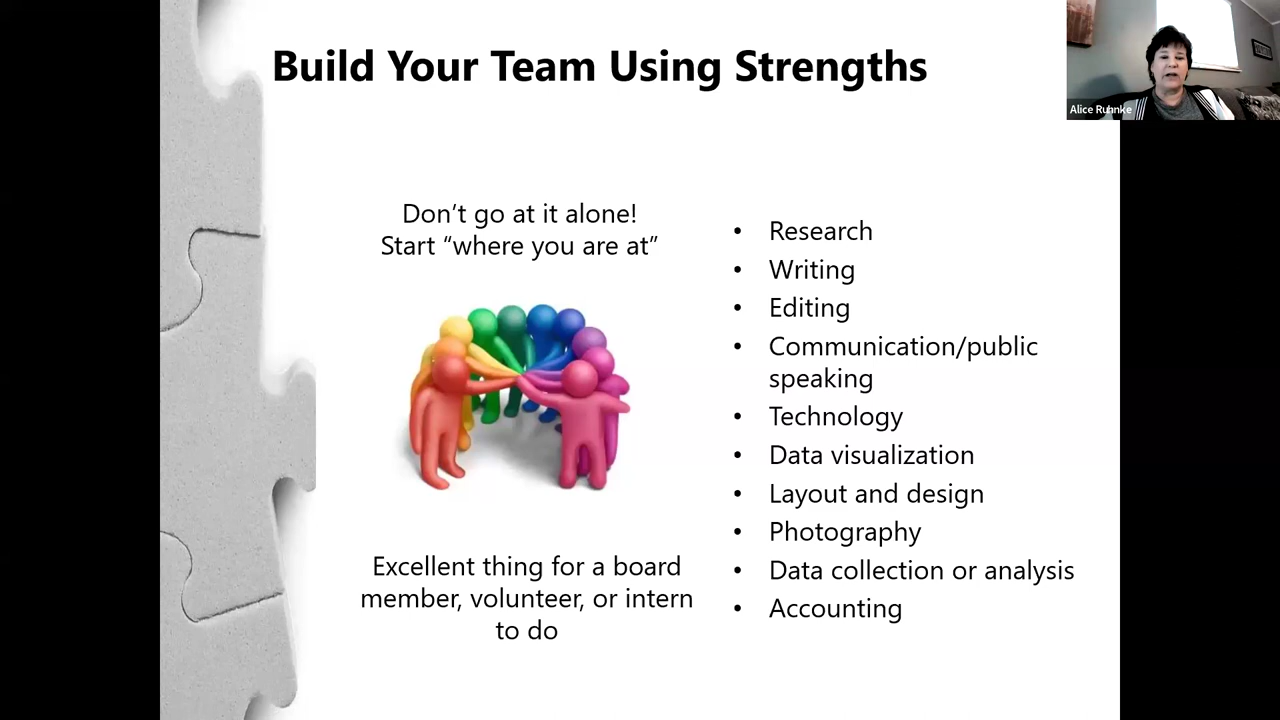 Build Your Team Using Strengths
Alice Ruhnke
Don’t go at it alone!
Start “where you are at”
Excellent thing for a board
member, volunteer, or intern
to do
• Research
• Writing
• Editing
• Communication/public
speaking
• Technology
• Data visualization
• Layout and design
• Photography
• Data collection or analysis
• Accounting